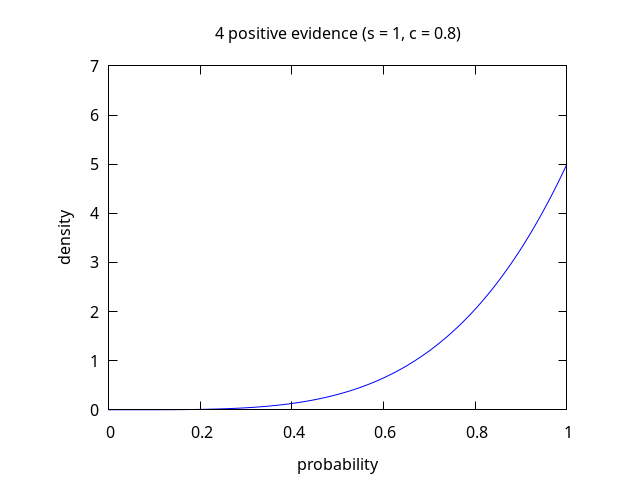 4 positive evidence (s = 1, c = 0.8)
7
6
5
4
3
2
1
0
density
0 0.2 0.4 0.6 0.8 1
probability